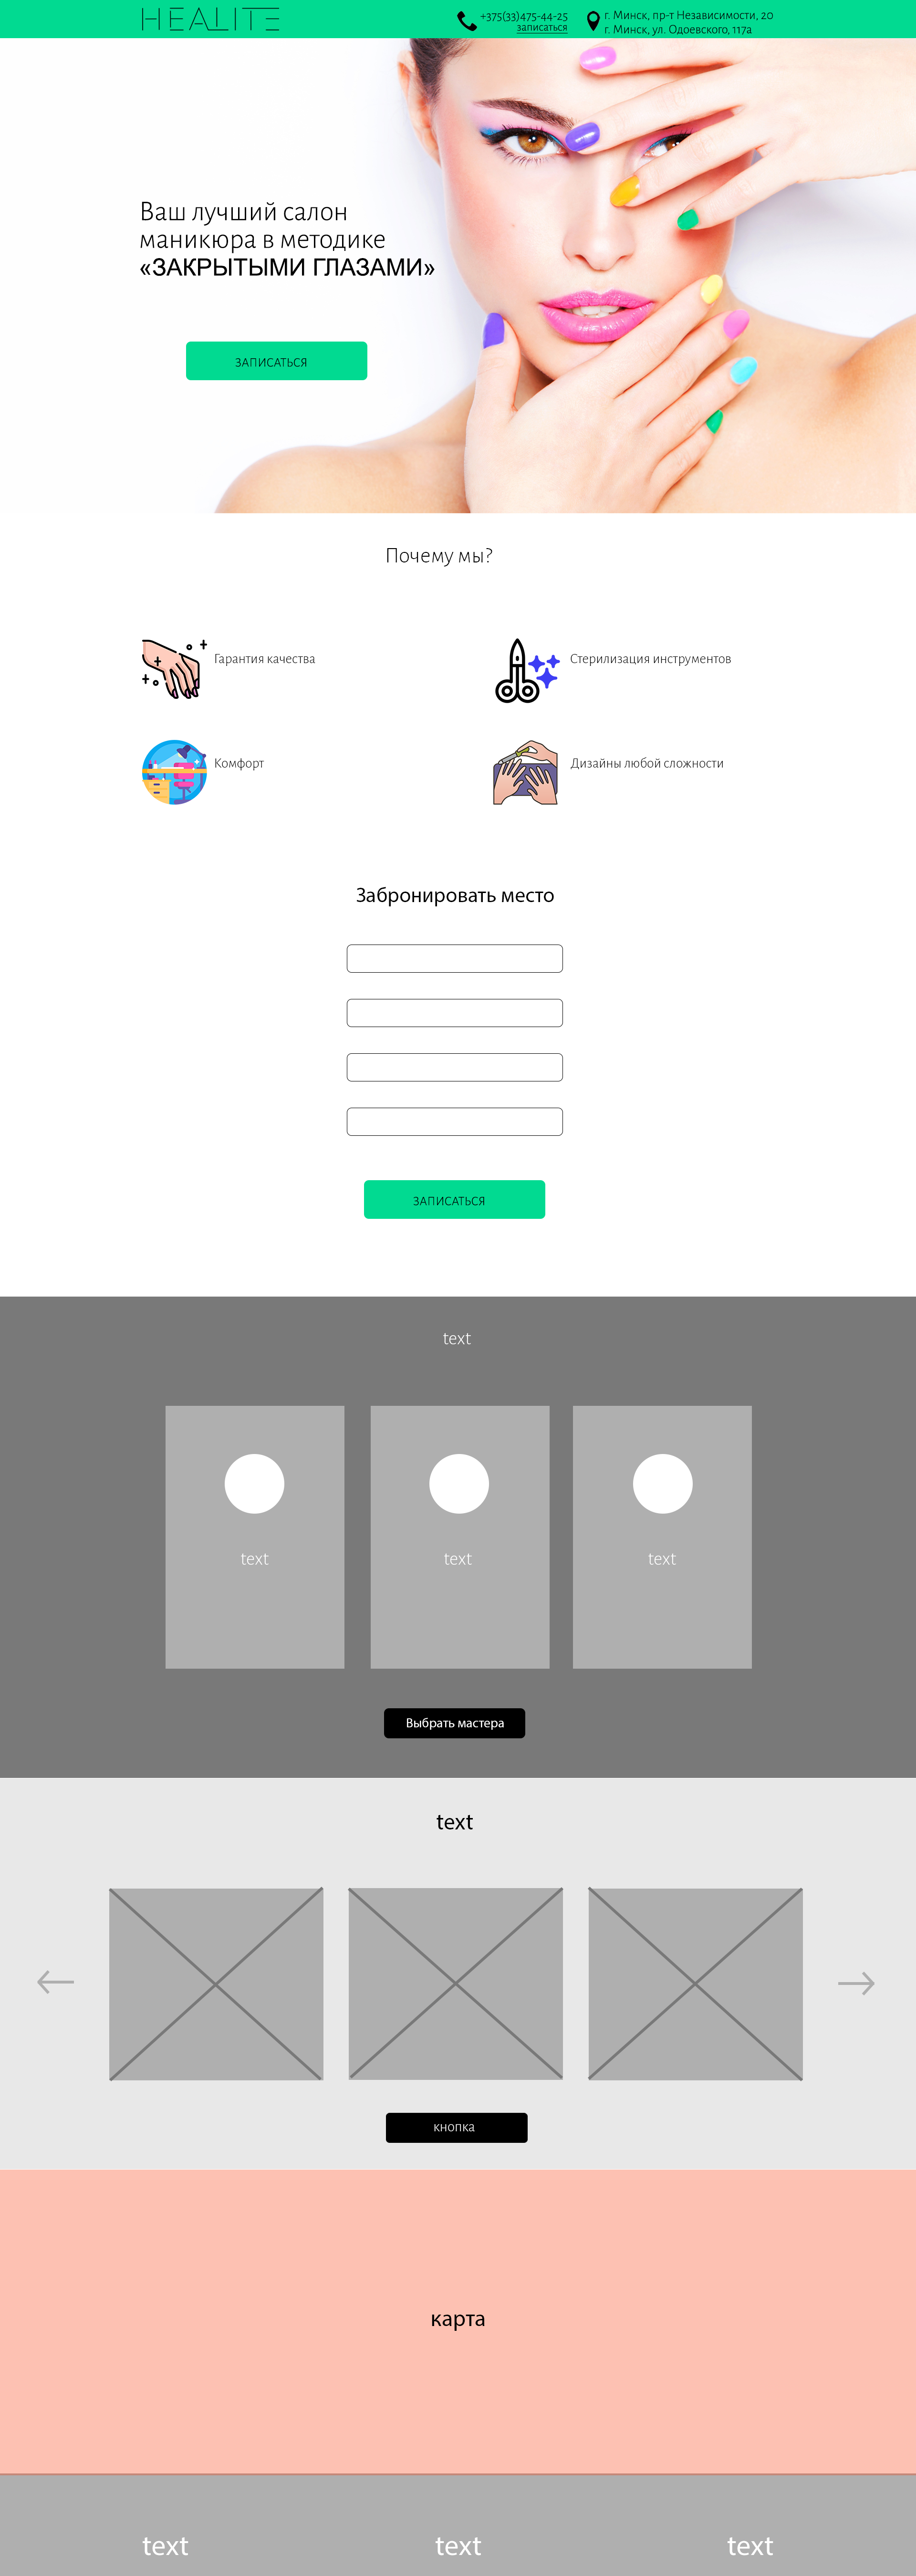 HEALITE
+375(33)475-44-25
записаться
г. Минск, пр-т Независимости, 20
г. Минск, ул. Одоевского, 117а
Ваш лучший салон
маникюра в методике
«ЗАКРЫТЫМИ ГЛАЗАМИ»
ЗАПИСАТЬСЯ
Почему мы?
Гарантия качества
Стерилизация инструментов
Комфорт
Дизайны любой сложности
Забронировать место
ЗАПИСАТЬСЯ
text
text
text
text
Выбрать мастера
text
кнопка
карта
text
text
text